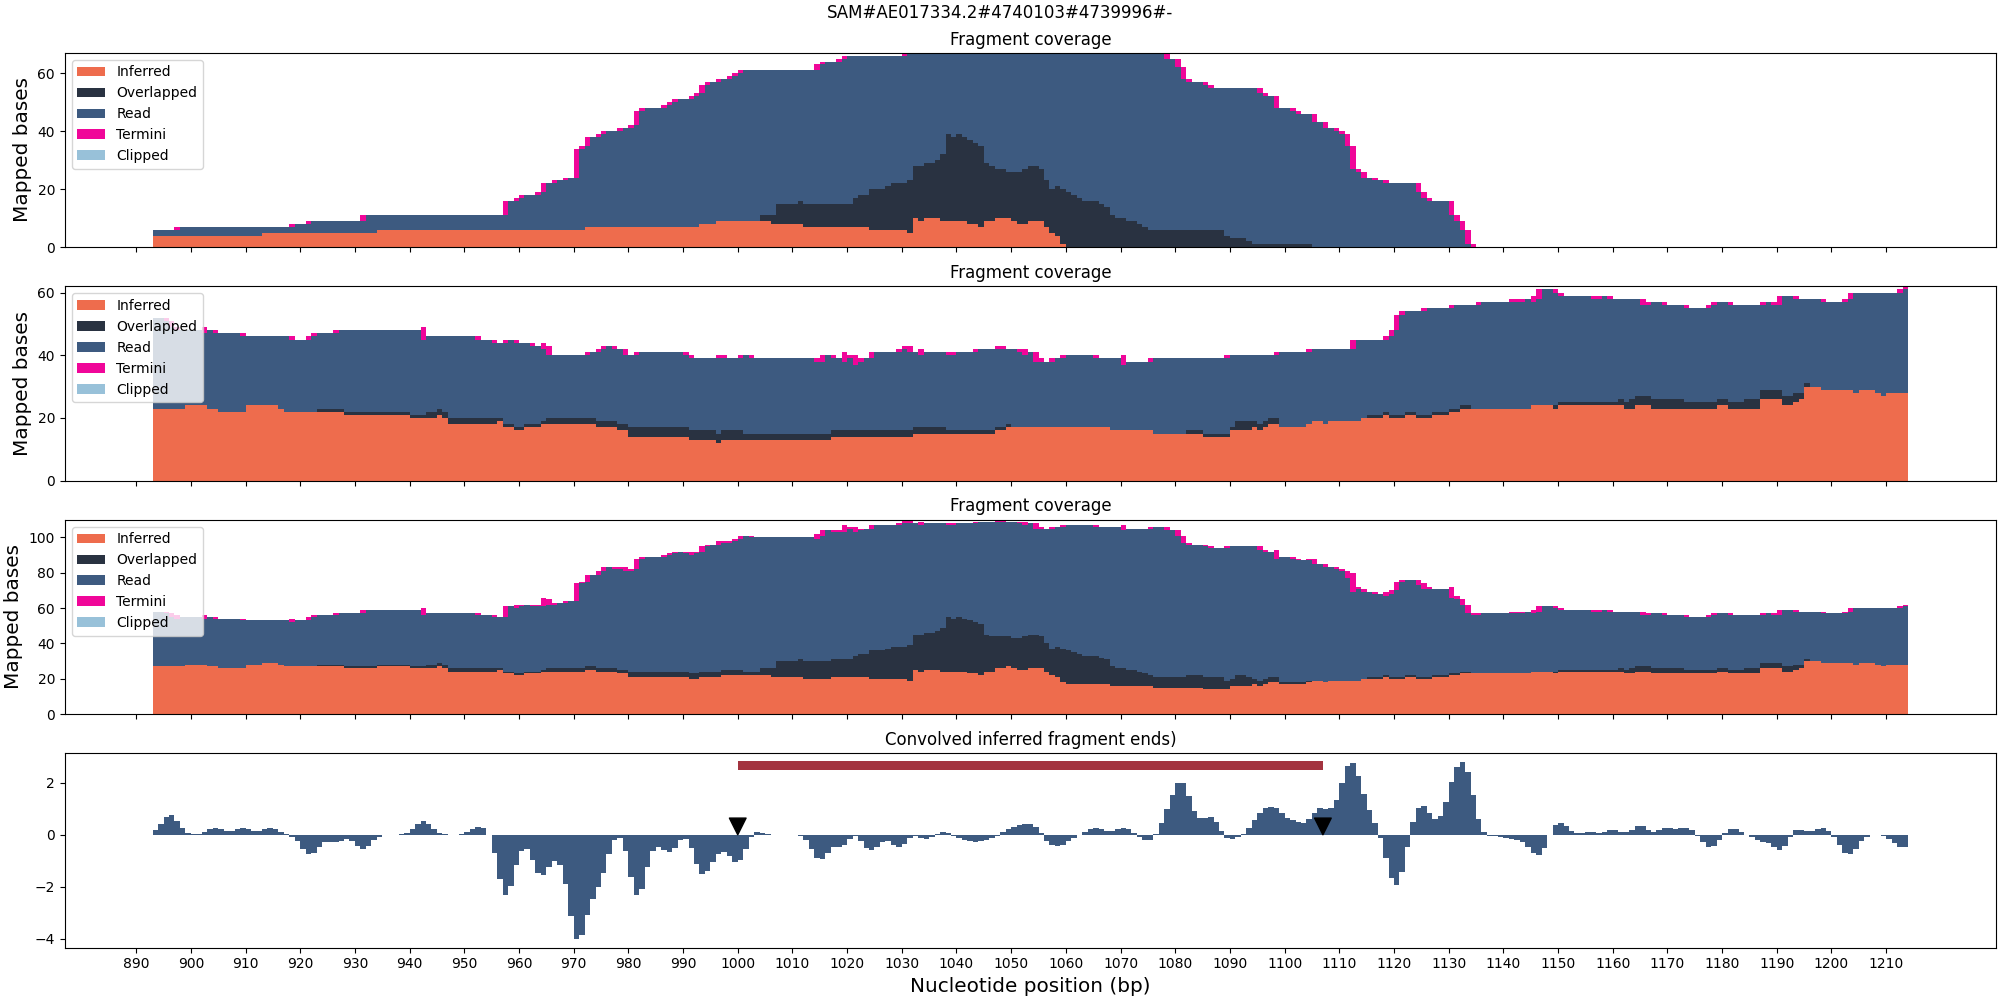 SAM#AE017334.2#4740103#4739996#-
Fragment coverage
Mapped bases
60
40
20
0
Inferred
Overlapped
Read
Termini
Clipped
Fragment coverage
Mapped bases
60
40
20
0
Inferred
Overlapped
Read
Termini
Clipped
Fragment coverage
Mapped bases
100
80
60
40
20
0
Inferred
Overlapped
Read
Termini
Clipped
Convolved inferred fragment ends)
2
0
−2
−4
890 900 910 920 930 940 950 960 970 980 990 1000 1010 1020 1030 1040 1050 1060 1070 1080 1090 1100 1110 1120 1130 1140 1150 1160 1170 1180 1190 1200 1210
Nucleotide position (bp)